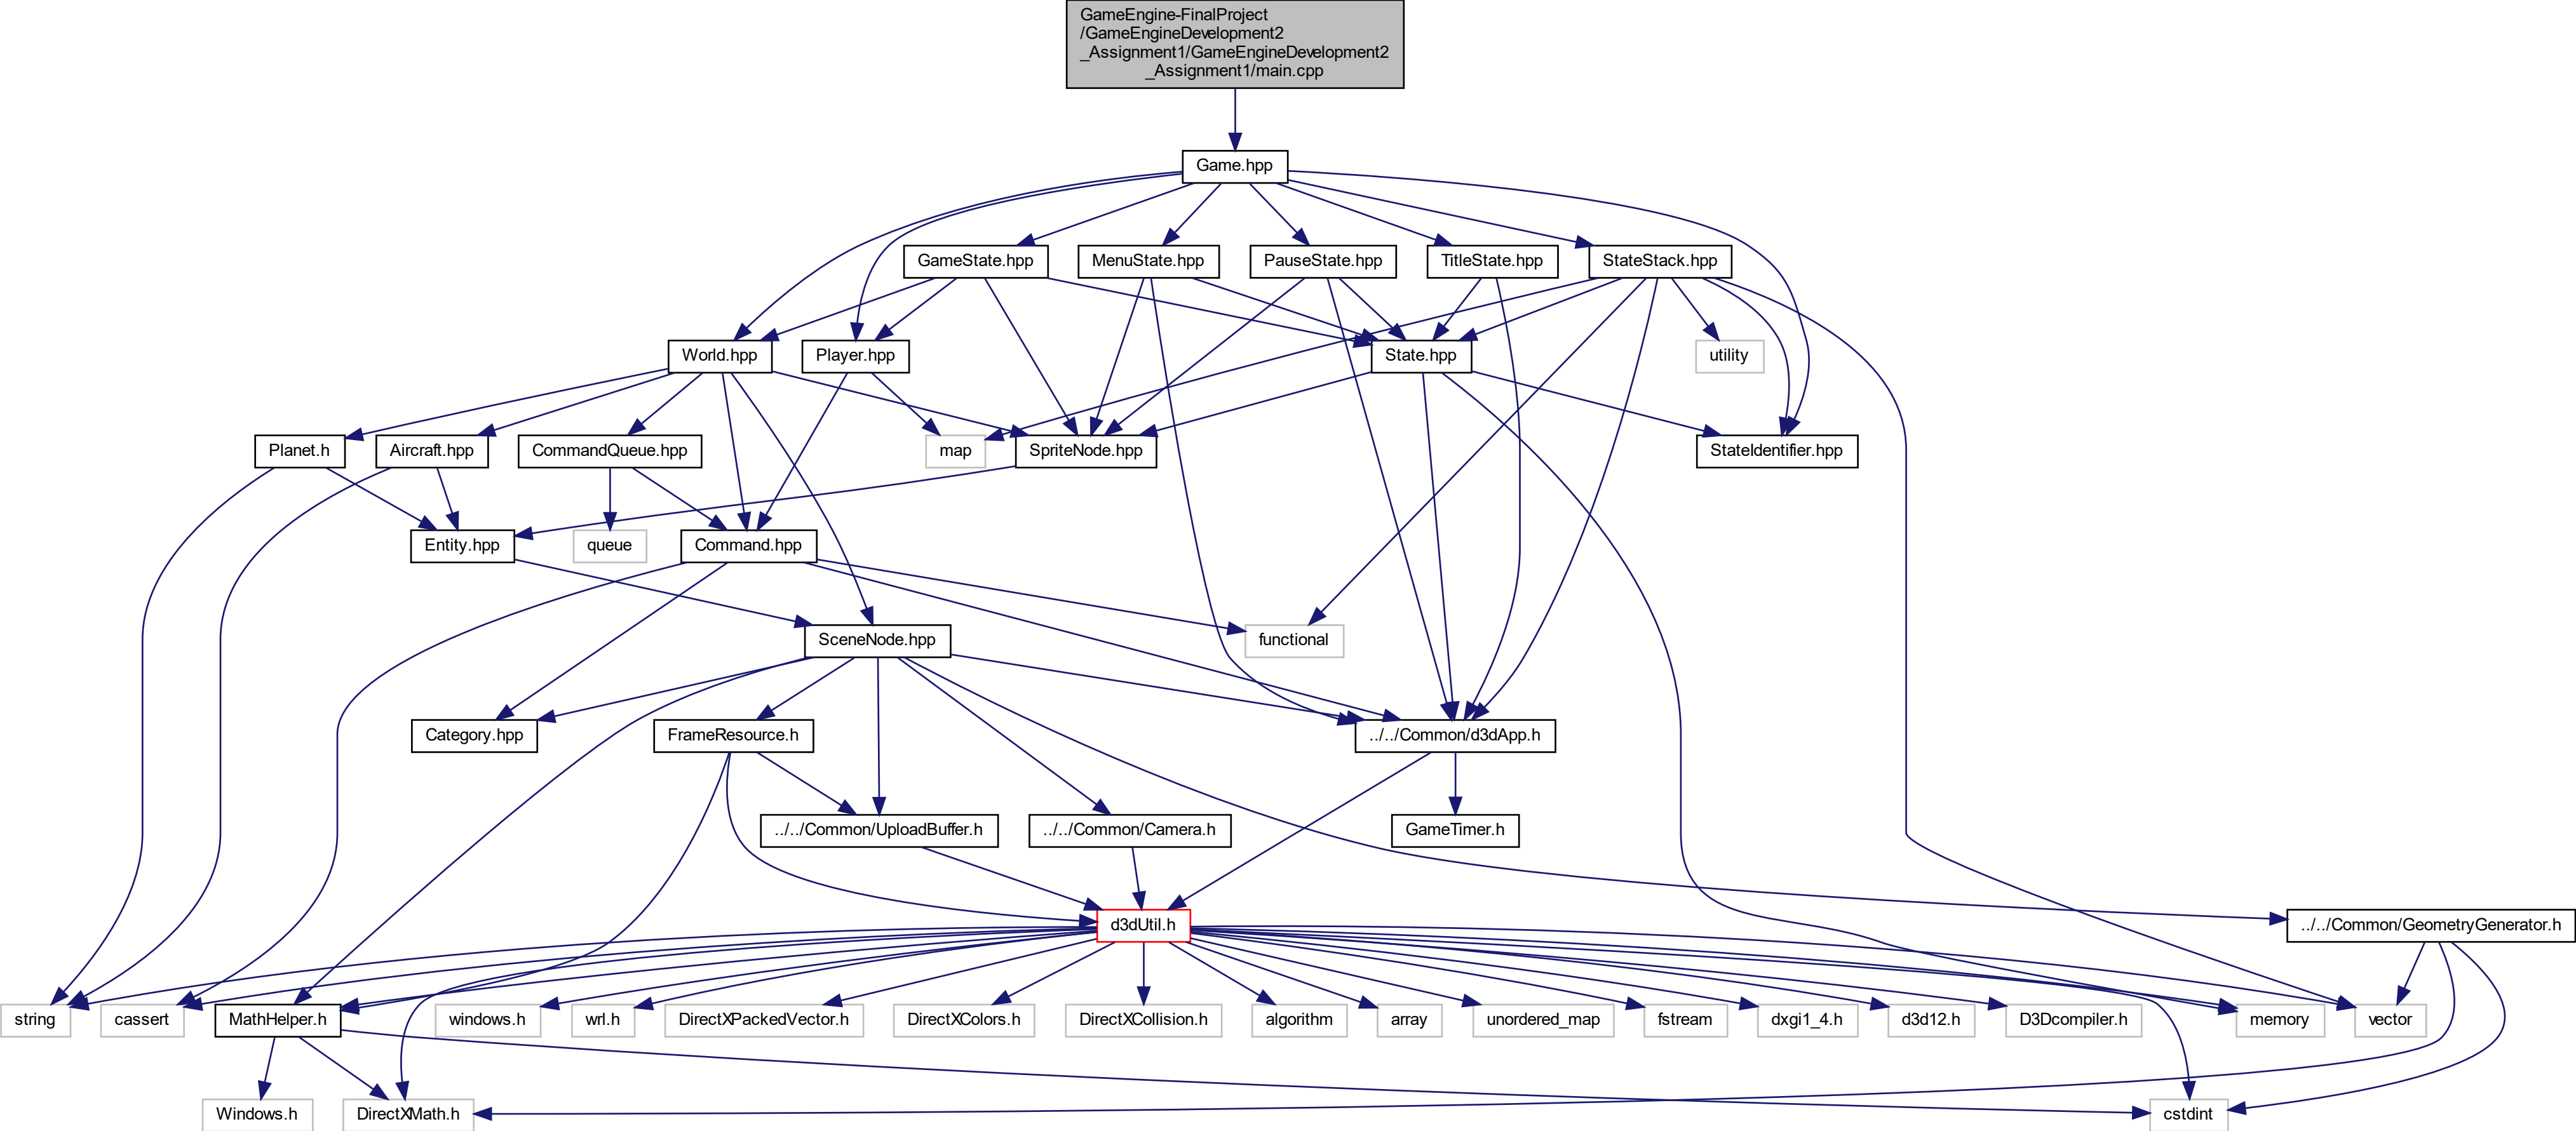 GameEngine-FinalProject
/GameEngineDevelopment2
_Assignment1/GameEngineDevelopment2
_Assignment1/main.cpp
Game.hpp
GameState.hpp
MenuState.hpp
PauseState.hpp
TitleState.hpp
StateStack.hpp
World.hpp
Player.hpp
State.hpp
utility
Planet.h
Aircraft.hpp
CommandQueue.hpp
map
SpriteNode.hpp
StateIdentifier.hpp
Entity.hpp
queue
Command.hpp
SceneNode.hpp
functional
Category.hpp
FrameResource.h
../../Common/d3dApp.h
../../Common/UploadBuffer.h
../../Common/Camera.h
GameTimer.h
d3dUtil.h
../../Common/GeometryGenerator.h
string
cassert
MathHelper.h
windows.h
wrl.h
DirectXPackedVector.h
DirectXColors.h
DirectXCollision.h
algorithm
array
unordered_map
fstream
dxgi1_4.h
d3d12.h
D3Dcompiler.h
memory
vector
Windows.h
DirectXMath.h
cstdint